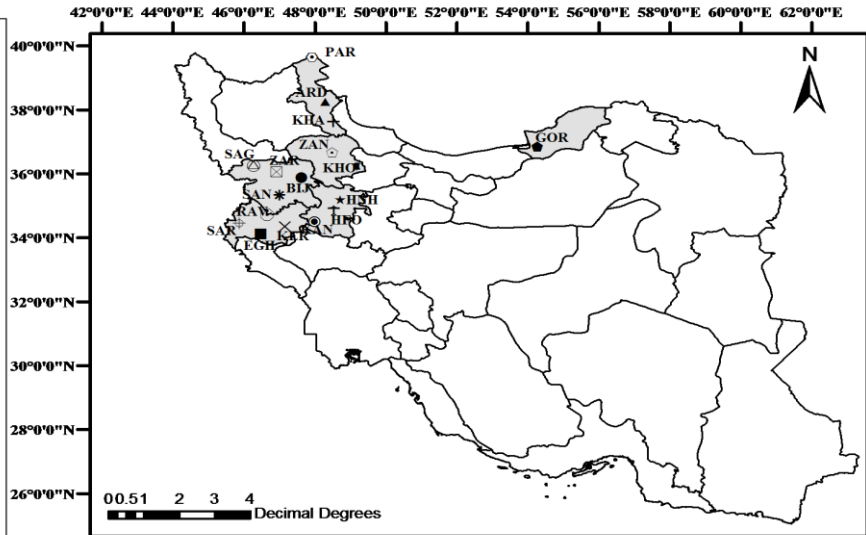 42°0'0"E 44°0'0"E 46°0'0"E 48°0'0"E 50°0'0"E 52°0'0"E 54°0'0"E 56°0'0"E 58°0'0"E 60°0'0"E 62°0'0"E
40°0'0"N
38°0'0"N
36°0'0"N
34°0'0"N
32°0'0"N
30°0'0"N
28°0'0"N
26°0'0"N
N
PAR
ARD
KHA
ZAN
GOR
SAG ZAR
KHO
BIJ
SAN
RAV
SAR
EGH
KER
0 0.5 1 2 3 4
Decimal Degrees